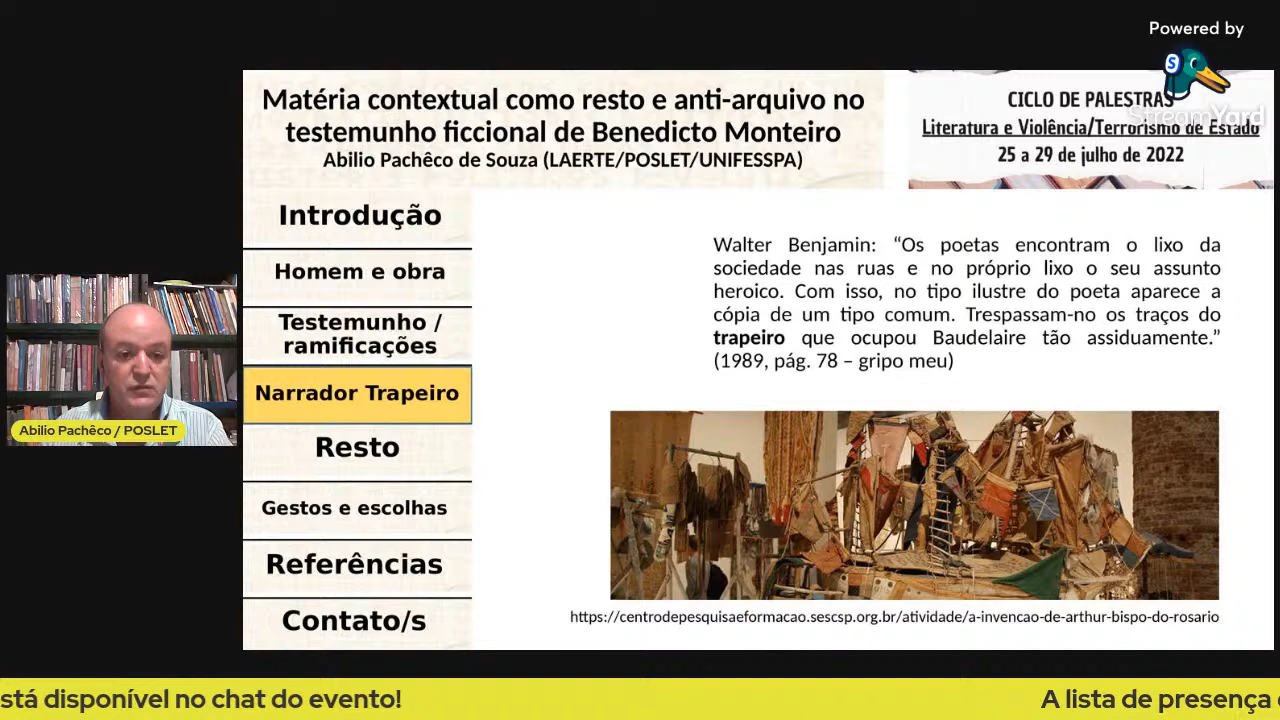 Powered by
StreamYard
Matéria contextual como resto e anti-arquivo no
testemunho ficcional de Benedicto Monteiro
Abilio Pachêco de Souza (LAERTE/POSLET/UNIFESSPA)
CICLO DE PALESTRAS
Literatura e Violência/Terrorismo de Estado
25 a 29 de julho de 2022
Introdução
Homem e obra
Testemunho /
ramificações
Narrador Trapeiro
Resto
Gestos e escolhas
Referências
Contato/s
Walter Benjamin: “Os poetas encontram o lixo da
sociedade nas ruas e no próprio lixo o seu assunto
heroico. Com isso, no tipo ilustre do poeta aparece a
cópia de um tipo comum. Trespassam-no os traços do
trapeiro que ocupou Baudelaire tão assiduamente.”
(1989, pág. 78 – gripo meu)
https://centrodepesquisaeformacao.sescsp.org.br/atividade/a-invencao-de-arthur-bispo-do-rosario
Abilio Pachêco / POSLET
stá disponível no chat do evento!
A lista de presença